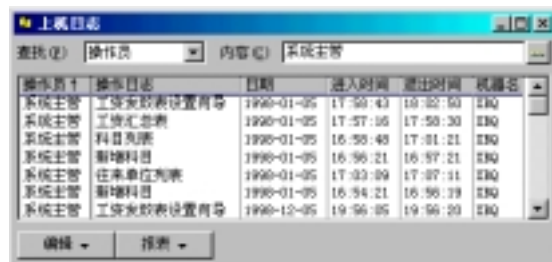 上机日志
查找(F) 操作员 内容(C) 系统主管
操作员↑ 操作日志 日期 进入时间 退出时间 机器名
系统主管 工资发放表设置向导 1998-01-05 17:58:43 18:02:50
系统主管 工资汇总表 1998-01-05 17:57:16 17:58:30
系统主管 科目列表 1998-01-05 16:58:48 17:01:21
系统主管 新增科目 1998-01-05 16:56:21 16:57:21
系统主管 往来单位列表 1998-01-05 17:03:09 17:07:11
系统主管 新增科目 1998-01-05 16:54:21 16:56:19
系统主管 工资发放表设置向导 1998-12-05 19:56:05 19:56:20
编辑 报表